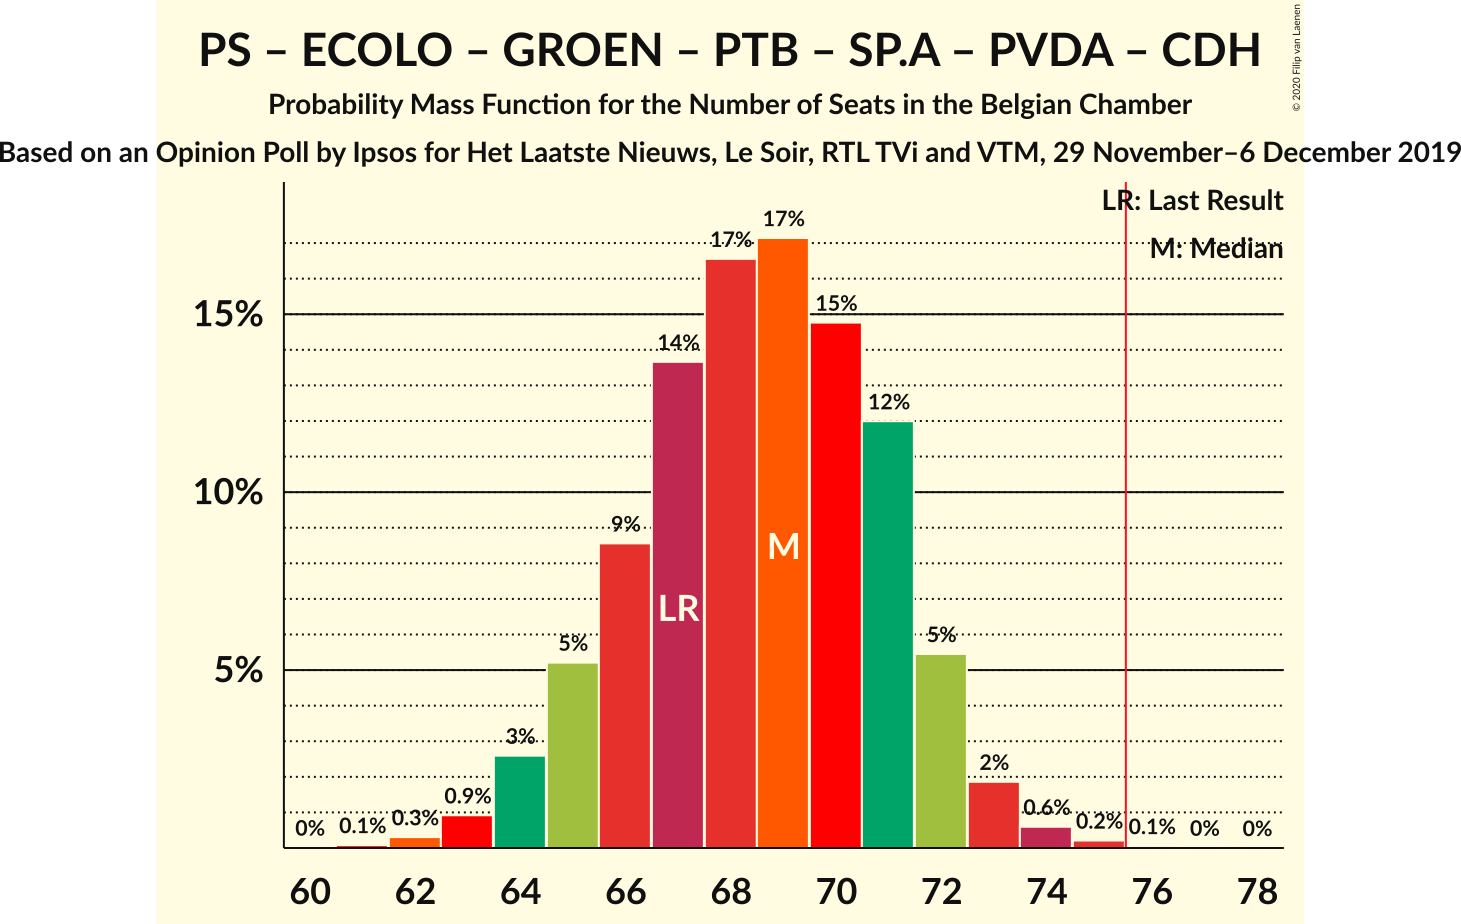 PS – ECOLO – GROEN – PTB – SP.A – PVDA – CDH
Probability Mass Function for the Number of Seats in the Belgian Chamber
Based on an Opinion Poll by Ipsos for Het Laatste Nieuws, Le Soir, RTL TVi and VTM, 29 November–6 December 2019
© 2020 Filip van Laenen
LR: Last Result
M: Median
15%
10%
5%
0%
0.1%
0.3%
0.9%
3%
5%
9%
14%
17%
17%
15%
12%
5%
2%
0.6%
0.2%
0.1%
0%
0%
LR
M
60 62 64 66 68 70 72 74 76 78